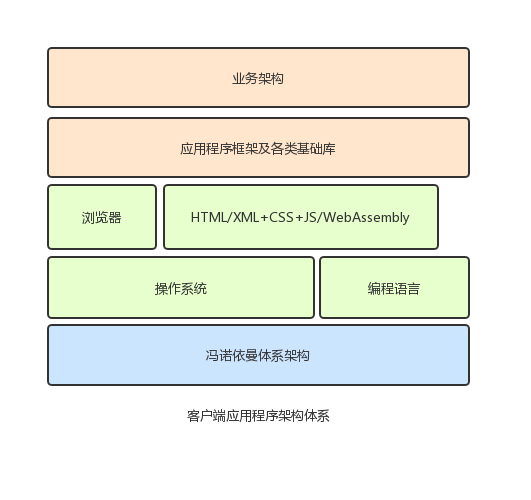 业务架构
应用程序框架及各类基础库
浏览器
HTML/XML+CSS+JS/WebAssembly
操作系统
编程语言
冯诺依曼体系架构
客户端应用程序架构体系